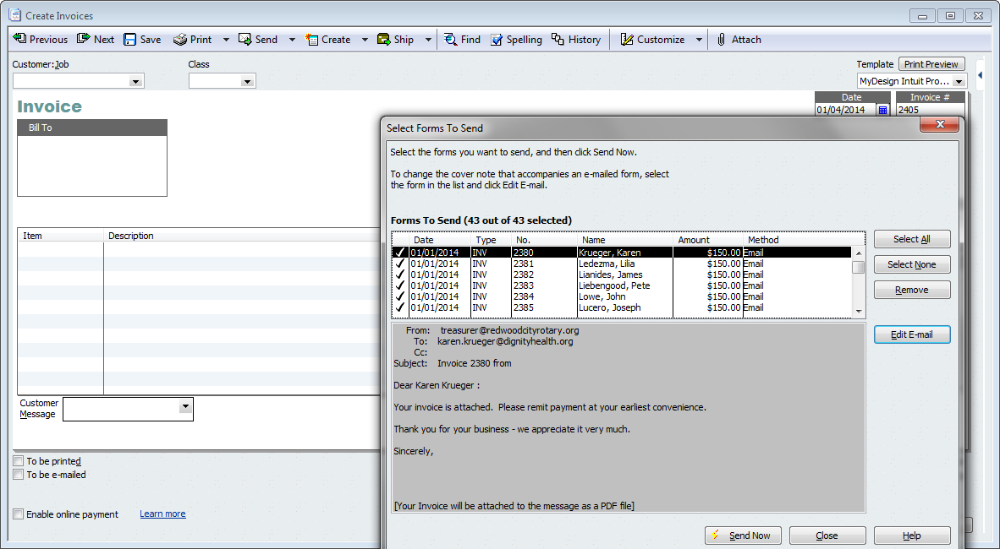 Create Invoices
Previous Next Save Print Send Create Ship Find Spelling History Customize Attach
Customer:Job Class Template Print Preview
MyDesign Intuit Pro...
Invoice
Date Invoice #
01/04/2014 2405
Bill To
Item Description
Customer
Message
To be printed
To be e-mailed
Enable online payment Learn more
Select Forms To Send
Select the forms you want to send, and then click Send Now.
To change the cover note that accompanies an e-mailed form, select
the form in the list and click Edit E-mail.
Forms To Send (43 out of 43 selected)
Date Type No. Name Amount Method
01/01/2014 INV 2380 Krueger, Karen $150.00 Email
01/01/2014 INV 2381 Ledezma, Lilia $150.00 Email
01/01/2014 INV 2382 Lianides, James $150.00 Email
01/01/2014 INV 2383 Liebengood, Pete $150.00 Email
01/01/2014 INV 2384 Lowe, John $150.00 Email
01/01/2014 INV 2385 Lucero, Joseph $150.00 Email
Select All
Select None
Remove
Edit E-mail
From: treasurer@redwoodcityrotary.org
To: karen.krueger@dignityhealth.org
Cc:
Subject: Invoice 2380 from
Dear Karen Krueger :
Your invoice is attached. Please remit payment at your earliest convenience.
Thank you for your business - we appreciate it very much.
Sincerely,
[Your Invoice will be attached to the message as a PDF file]
Send Now Close Help